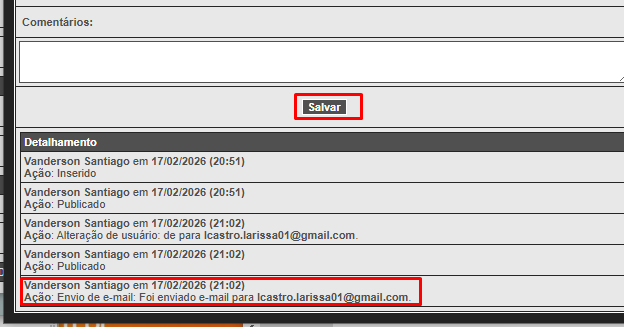 Comentários:
Salvar
Detalhamento
Vanderson Santiago em 17/02/2026 (20:51)
Ação: Inserido
Vanderson Santiago em 17/02/2026 (20:51)
Ação: Publicado
Vanderson Santiago em 17/02/2026 (21:02)
Ação: Alteração de usuário: de para lcastro.larissa01@gmail.com.
Vanderson Santiago em 17/02/2026 (21:02)
Ação: Publicado
Vanderson Santiago em 17/02/2026 (21:02)
Ação: Envio de e-mail: Foi enviado e-mail para lcastro.larissa01@gmail.com.